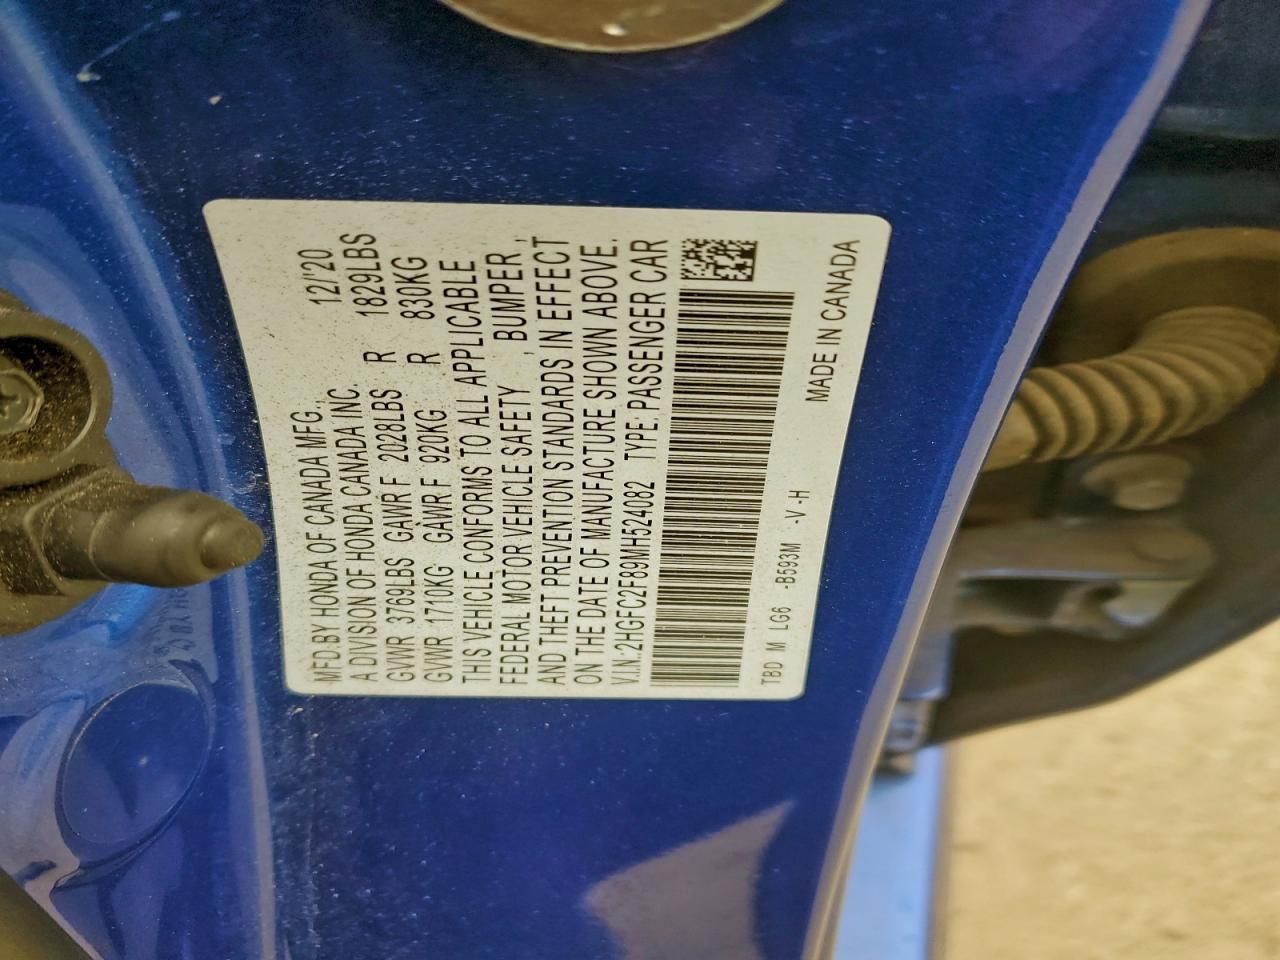 MFD.BY HONDA OF CANADA MFG., 12/'20
A DIVISION OF HONDA CANADA INC.
GVWR 3769LBS GAWR F 2028LBS R 1829LBS
GVWR 1710KG GAWR F 920KG R 830KG
THIS VEHICLE CONFORMS TO ALL APPLICABLE
FEDERAL MOTOR VEHICLE SAFETY , BUMPER,
AND THEFT PREVENTION STANDARDS IN EFFECT
ON THE DATE OF MANUFACTURE SHOWN ABOVE.
V.I.N.:2HGFC2F89MH524082 TYPE:PASSENGER CAR
TBD M LG6 -B593M -V -H
MADE IN CANADA